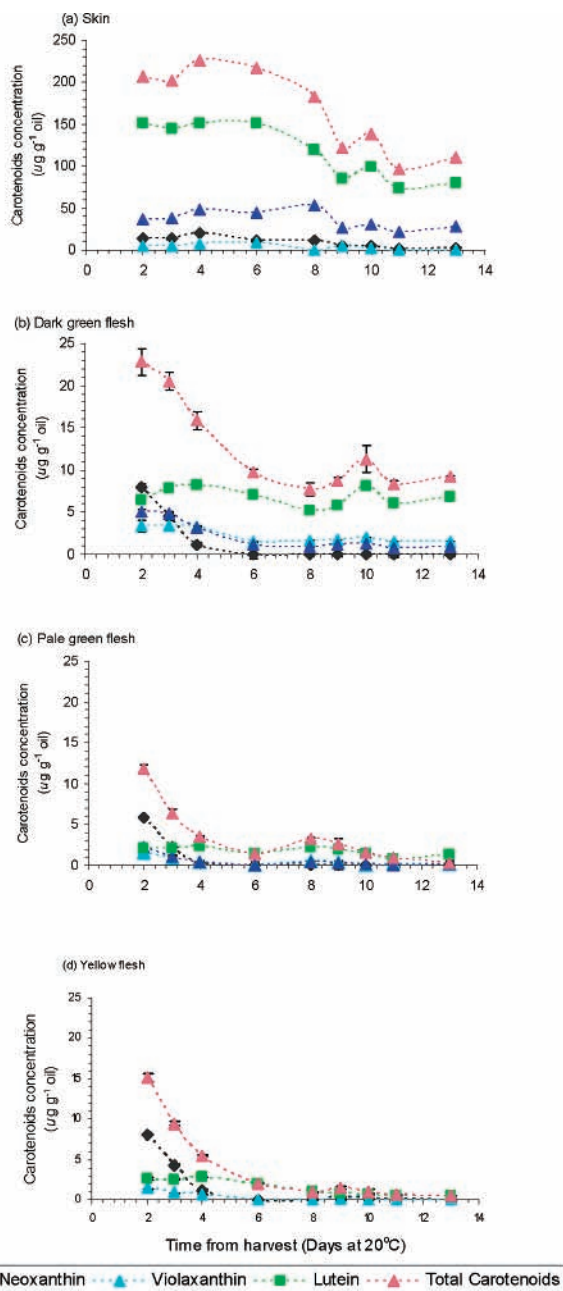 (a) Skin
Carotenoids concentration
(µg g⁻¹ oil)
250
200
150
100
50
0
0 2 4 6 8 10 12 14
(b) Dark green flesh
Carotenoids concentration
(µg g⁻¹ oil)
25
20
15
10
5
0
0 2 4 6 8 10 12 14
(c) Pale green flesh
Carotenoids concentration
(µg g⁻¹ oil)
25
20
15
10
5
0
0 2 4 6 8 10 12 14
(d) Yellow flesh
Carotenoids concentration
(µg g⁻¹ oil)
25
20
15
10
5
0
0 2 4 6 8 10 12 14
Time from harvest (Days at 20°C)
Neoxanthin Violaxanthin Lutein Total Carotenoids